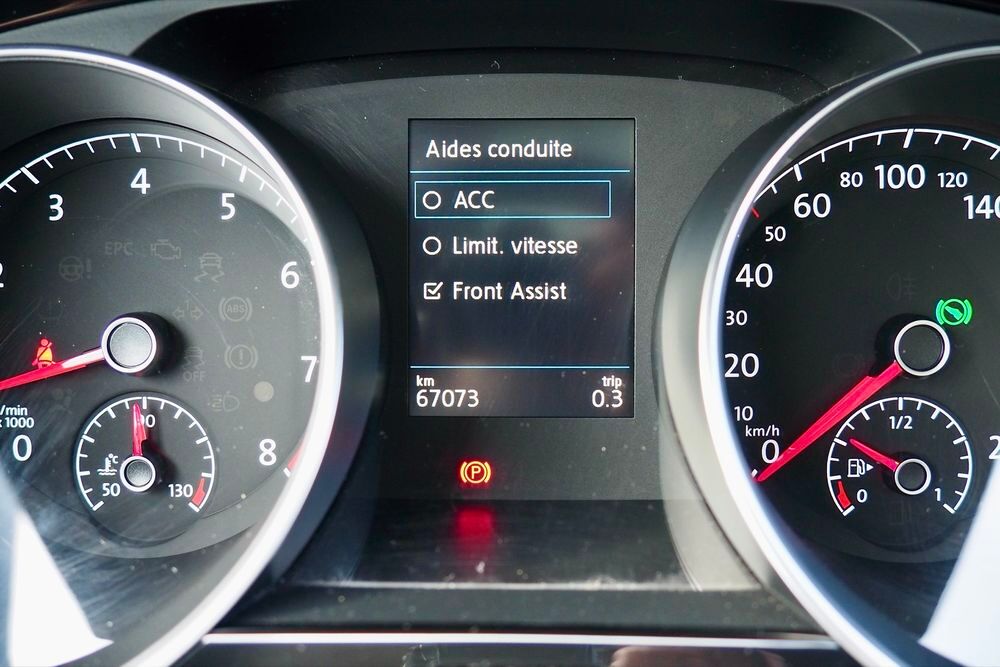 3
4
5
6
7
8
EPC
ABS
OFF
/min
x 1000
0
90
°C
50
130
Aides conduite
ACC
Limit. vitesse
Front Assist
km
trip
67073
0.3
P
0
10
20
30
40
50
60
80
100
120
140
km/h
1/2
0
1